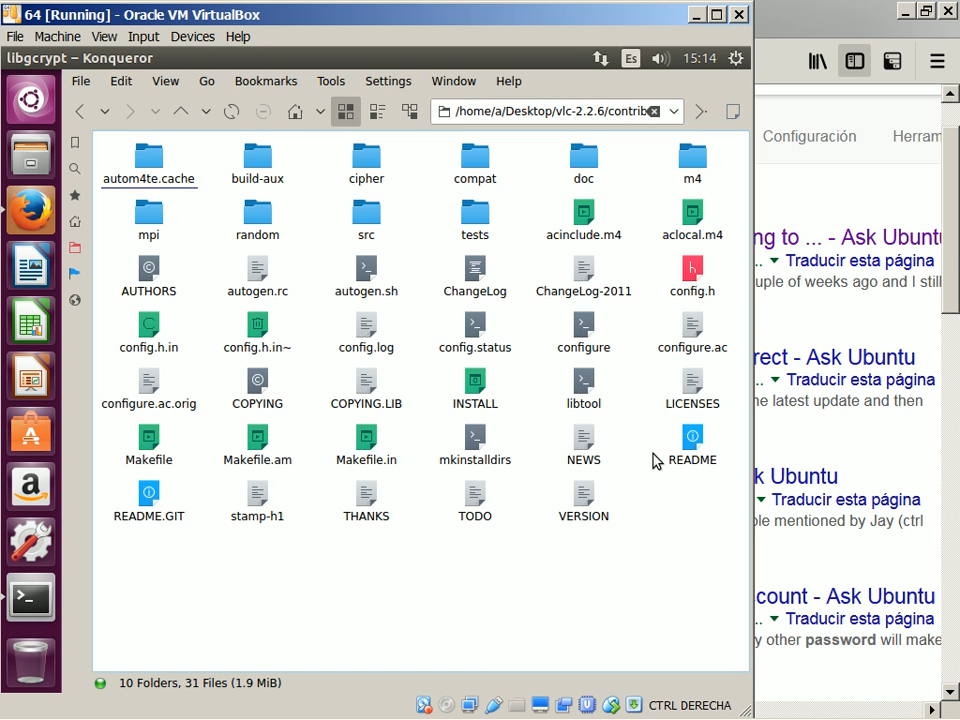 64 [Running] - Oracle VM VirtualBox
File Machine View Input Devices Help
libgcrypt – Konqueror
Es
15:14
File Edit View Go Bookmarks Tools Settings Window Help
/home/a/Desktop/vlc-2.2.6/contrib
autom4te.cache build-aux cipher compat doc m4
mpi random src tests acinclude.m4 aclocal.m4
AUTHORS autogen.rc autogen.sh ChangeLog ChangeLog-2011 config.h
config.h.in config.h.in~ config.log config.status configure configure.ac
configure.ac.orig COPYING COPYING.LIB INSTALL libtool LICENSES
Makefile Makefile.am Makefile.in mkinstalldirs NEWS README
README.GIT stamp-h1 THANKS TODO VERSION
10 Folders, 31 Files (1.9 MiB)
CTRL DERECHA
Configuración Herram
ng to ... - Ask Ubuntu
.. Traducir esta página
uple of weeks ago and I still
rect - Ask Ubuntu
.. Traducir esta página
he latest update and then
k Ubuntu
Traducir esta página
ple mentioned by Jay (ctrl
count - Ask Ubuntu
.. Traducir esta página
y other password will make